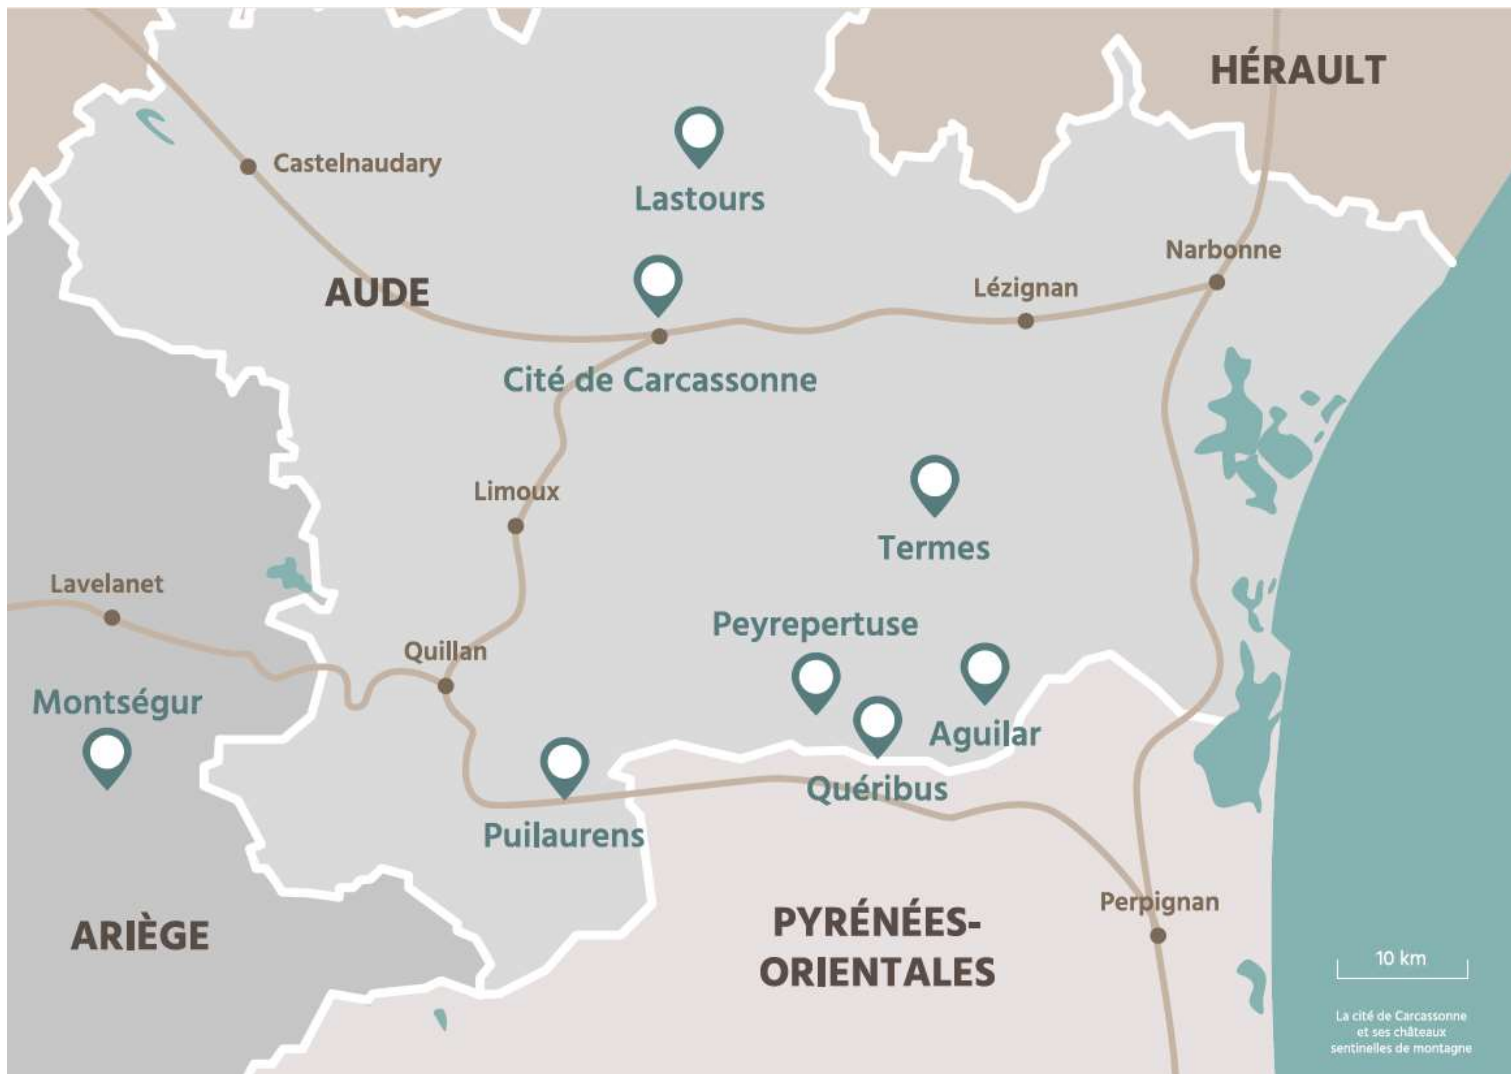 HÉRAULT
Castelnaudary
Lastours
Narbonne
AUDE
Lézignan
Cité de Carcassonne
Limoux
Termes
Lavelanet
Peyrepertuse
Quillan
Montségur
Aguilar
Quéribus
Puilaurens
Perpignan
ARIÈGE
PYRÉNÉES-
ORIENTALES
10 km
La cité de Carcassonne
et ses châteaux
sentinelles de montagne